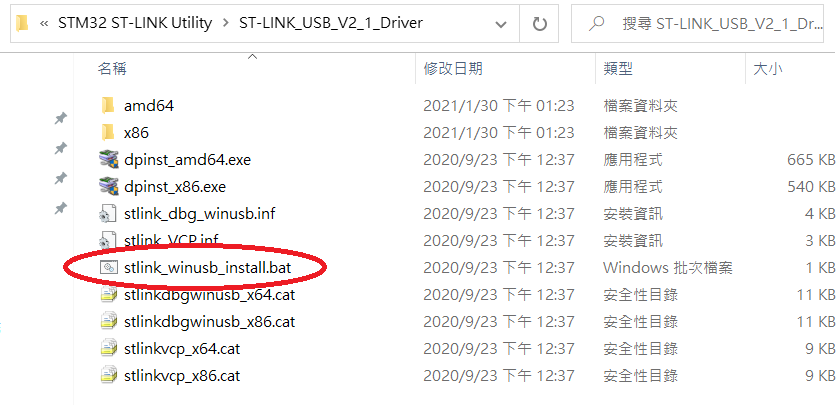 « STM32 ST-LINK Utility › ST-LINK_USB_V2_1_Driver 搜尋 ST-LINK_USB_V2_1_Dr...
名稱 修改日期 類型 大小
amd64 2021/1/30 下午 01:23 檔案資料夾
x86 2021/1/30 下午 01:23 檔案資料夾
dpinst_amd64.exe 2020/9/23 下午 12:37 應用程式 665 KB
dpinst_x86.exe 2020/9/23 下午 12:37 應用程式 540 KB
stlink_dbg_winusb.inf 2020/9/23 下午 12:37 安裝資訊 4 KB
stlink_VCP.inf 2020/9/23 下午 12:37 安裝資訊 3 KB
stlink_winusb_install.bat 2020/9/23 下午 12:37 Windows 批次檔案 1 KB
stlinkdbgwinusb_x64.cat 2020/9/23 下午 12:37 安全性目錄 11 KB
stlinkdbgwinusb_x86.cat 2020/9/23 下午 12:37 安全性目錄 11 KB
stlinkvcp_x64.cat 2020/9/23 下午 12:37 安全性目錄 9 KB
stlinkvcp_x86.cat 2020/9/23 下午 12:37 安全性目錄 9 KB